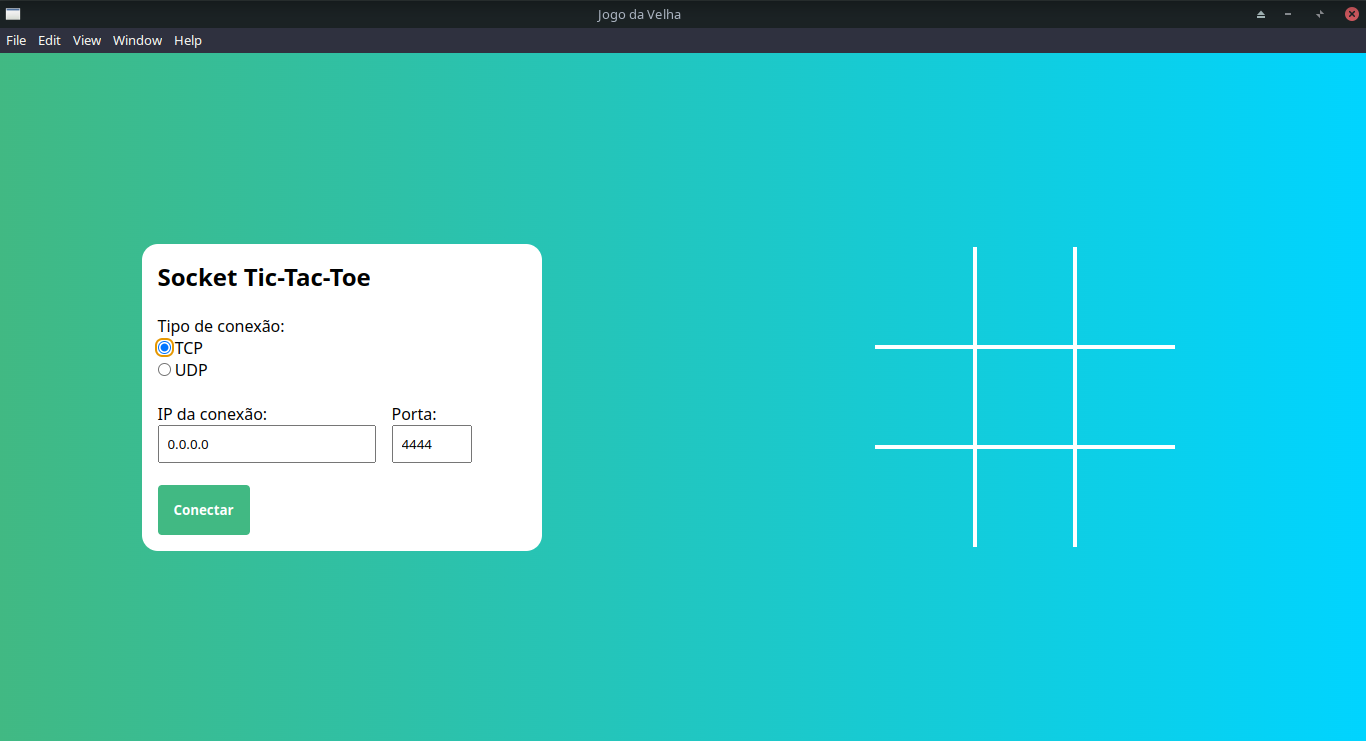 Jogo da Velha
File Edit View Window Help
Socket Tic-Tac-Toe
Tipo de conexão:
TCP
UDP
IP da conexão: Porta:
0.0.0.0 4444
Conectar